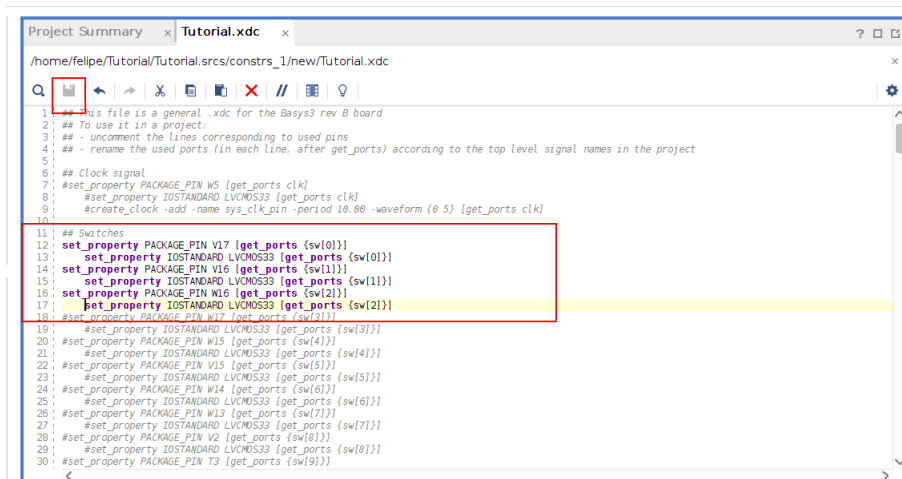 Project Summary × Tutorial.xdc × ?
/home/felipe/Tutorial/Tutorial.srcs/constrs_1/new/Tutorial.xdc ×
1 ## This file is a general .xdc for the Basys3 rev B board
2 ## To use it in a project:
3 ## - uncomment the lines corresponding to used pins
4 ## - rename the used ports (in each line, after get_ports) according to the top level signal names in the project
5
6 ## Clock signal
7 #set_property PACKAGE_PIN W5 [get_ports clk]
8 #set_property IOSTANDARD LVCMOS33 [get_ports clk]
9 #create_clock -add -name sys_clk_pin -period 10.00 -waveform {0 5} [get_ports clk]
10
11 ## Switches
12 set_property PACKAGE_PIN V17 [get_ports {sw[0]}]
13 set_property IOSTANDARD LVCMOS33 [get_ports {sw[0]}]
14 set_property PACKAGE_PIN V16 [get_ports {sw[1]}]
15 set_property IOSTANDARD LVCMOS33 [get_ports {sw[1]}]
16 set_property PACKAGE_PIN W16 [get_ports {sw[2]}]
17 set_property IOSTANDARD LVCMOS33 [get_ports {sw[2]}]
18 #set_property PACKAGE_PIN W17 [get_ports {sw[3]}]
19 #set_property IOSTANDARD LVCMOS33 [get_ports {sw[3]}]
20 #set_property PACKAGE_PIN W15 [get_ports {sw[4]}]
21 #set_property IOSTANDARD LVCMOS33 [get_ports {sw[4]}]
22 #set_property PACKAGE_PIN V15 [get_ports {sw[5]}]
23 #set_property IOSTANDARD LVCMOS33 [get_ports {sw[5]}]
24 #set_property PACKAGE_PIN W14 [get_ports {sw[6]}]
25 #set_property IOSTANDARD LVCMOS33 [get_ports {sw[6]}]
26 #set_property PACKAGE_PIN W13 [get_ports {sw[7]}]
27 #set_property IOSTANDARD LVCMOS33 [get_ports {sw[7]}]
28 #set_property PACKAGE_PIN V2 [get_ports {sw[8]}]
29 #set_property IOSTANDARD LVCMOS33 [get_ports {sw[8]}]
30 #set_property PACKAGE_PIN T3 [get_ports {sw[9]}]